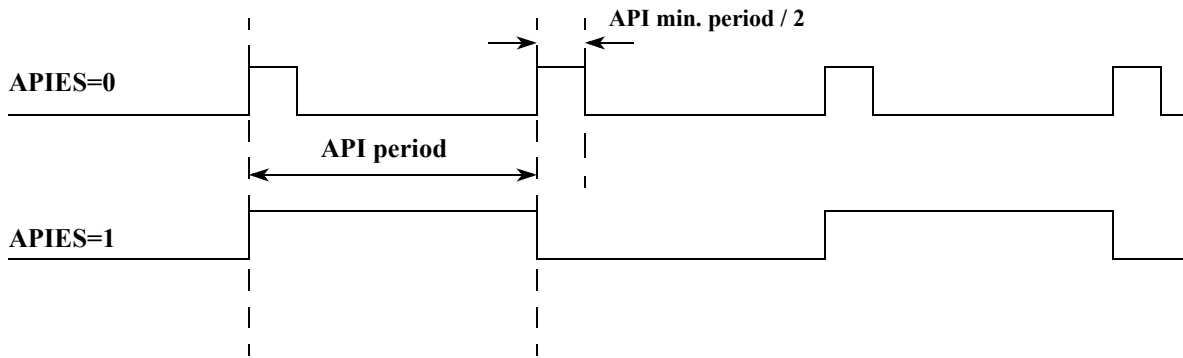 API min. period / 2
APIES=0
API period
APIES=1